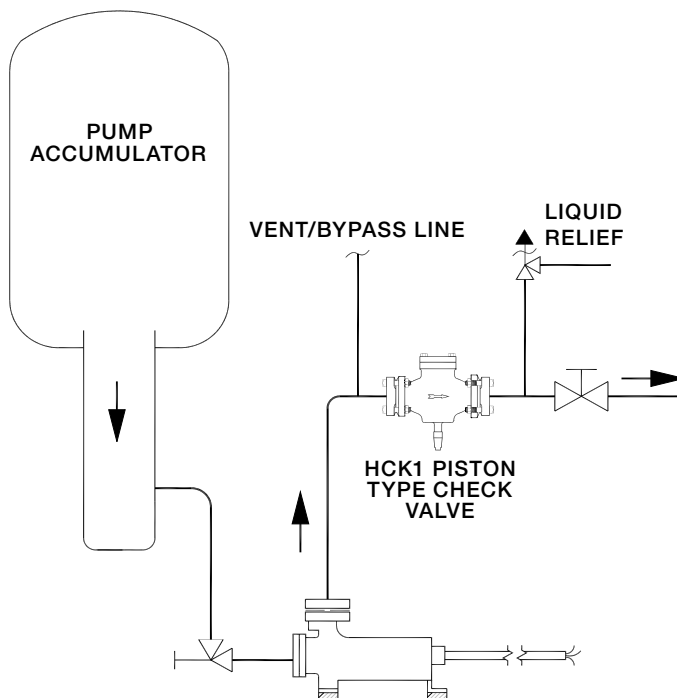 PUMP
ACCUMULATOR
VENT/BYPASS LINE
LIQUID
RELIEF
HCK1 PISTON
TYPE CHECK
VALVE